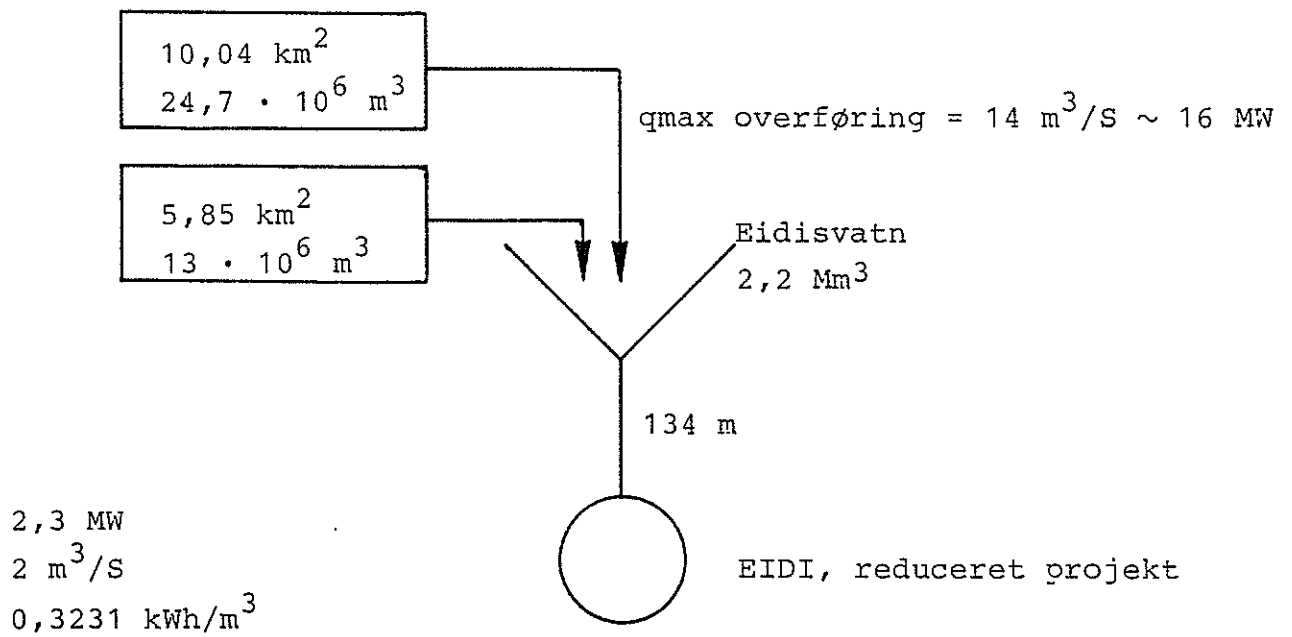 10,04 km²
24,7 · 10⁶ m³
qmax overføring = 14 m³/S ~ 16 MW
5,85 km²
13 · 10⁶ m³
Eidisvatn
2,2 Mm³
134 m
2,3 MW
2 m³/S
0,3231 kWh/m³
EIDI, reduceret projekt